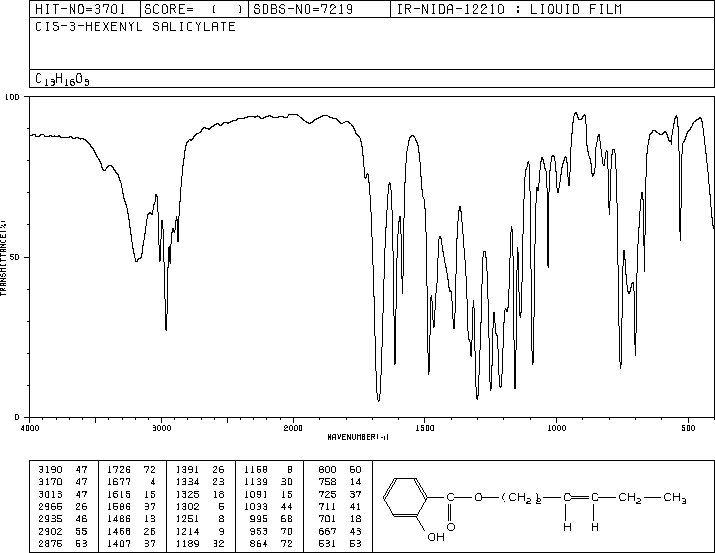 HIT-NO=3701 SCORE= ( ) SDBS-NO=7219 IR-NIDA-12210 : LIQUID FILM
CIS-3-HEXENYL SALICYLATE
C13H16O3
100
50
0
TRANSMITTANCE(%)
4000 3000 2000 1500 1000 500
WAVENUMBER(-1)
3190 47 1726 72 1391 26 1158 8 800 60
3170 47 1677 4 1334 23 1139 30 758 14
3013 47 1615 15 1325 18 1091 15 725 37
2965 26 1586 37 1302 5 1033 44 711 41
2935 46 1486 13 1251 8 995 68 701 18
2902 55 1468 26 1214 9 953 70 667 43
2875 53 1407 37 1189 32 864 72 531 53
C—O—(CH2)2—C=C—CH2—CH3
O H H
OH